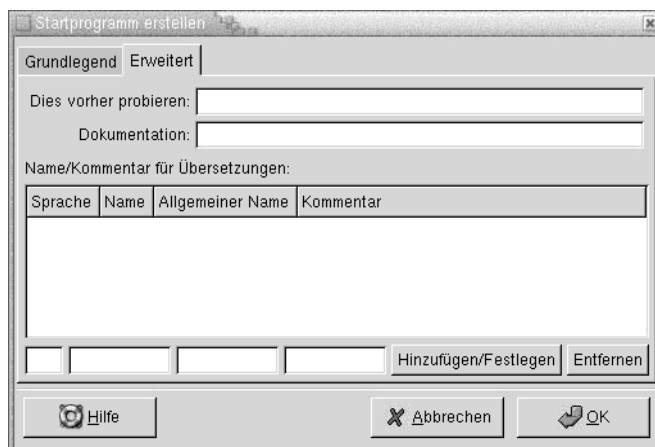 Startprogramm erstellen
Grundlegend Erweitert
Dies vorher probieren:
Dokumentation:
Name/Kommentar für Übersetzungen:
Sprache Name Allgemeiner Name Kommentar
Hinzufügen/Festlegen Entfernen
Hilfe Abbrechen OK